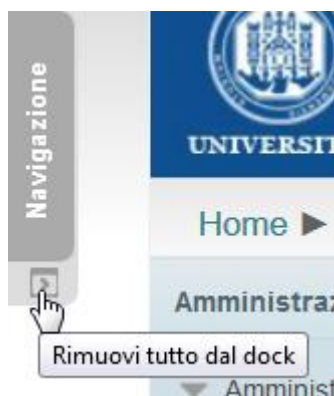 Navigazione
UNIVERSIT
Home ►
Amministraz
Rimuovi tutto dal dock
Amminist